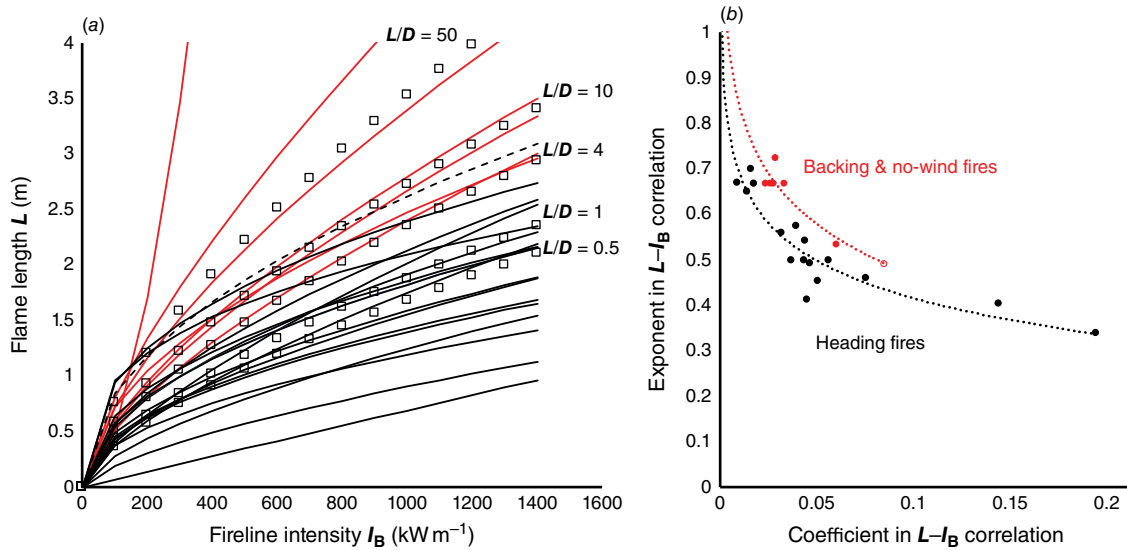 (a)
L/D = 50
L/D = 10
L/D = 4
L/D = 1
L/D = 0.5
4
3.5
3
2.5
2
1.5
1
0.5
0
Flame length L (m)
0 200 400 600 800 1000 1200 1400 1600
Fireline intensity I_B (kW m⁻¹)
(b)
1
0.9
0.8
0.7
0.6
0.5
0.4
0.3
0.2
0.1
0
Exponent in L–I_B correlation
Backing & no-wind fires
Heading fires
0 0.05 0.1 0.15 0.2
Coefficient in L–I_B correlation